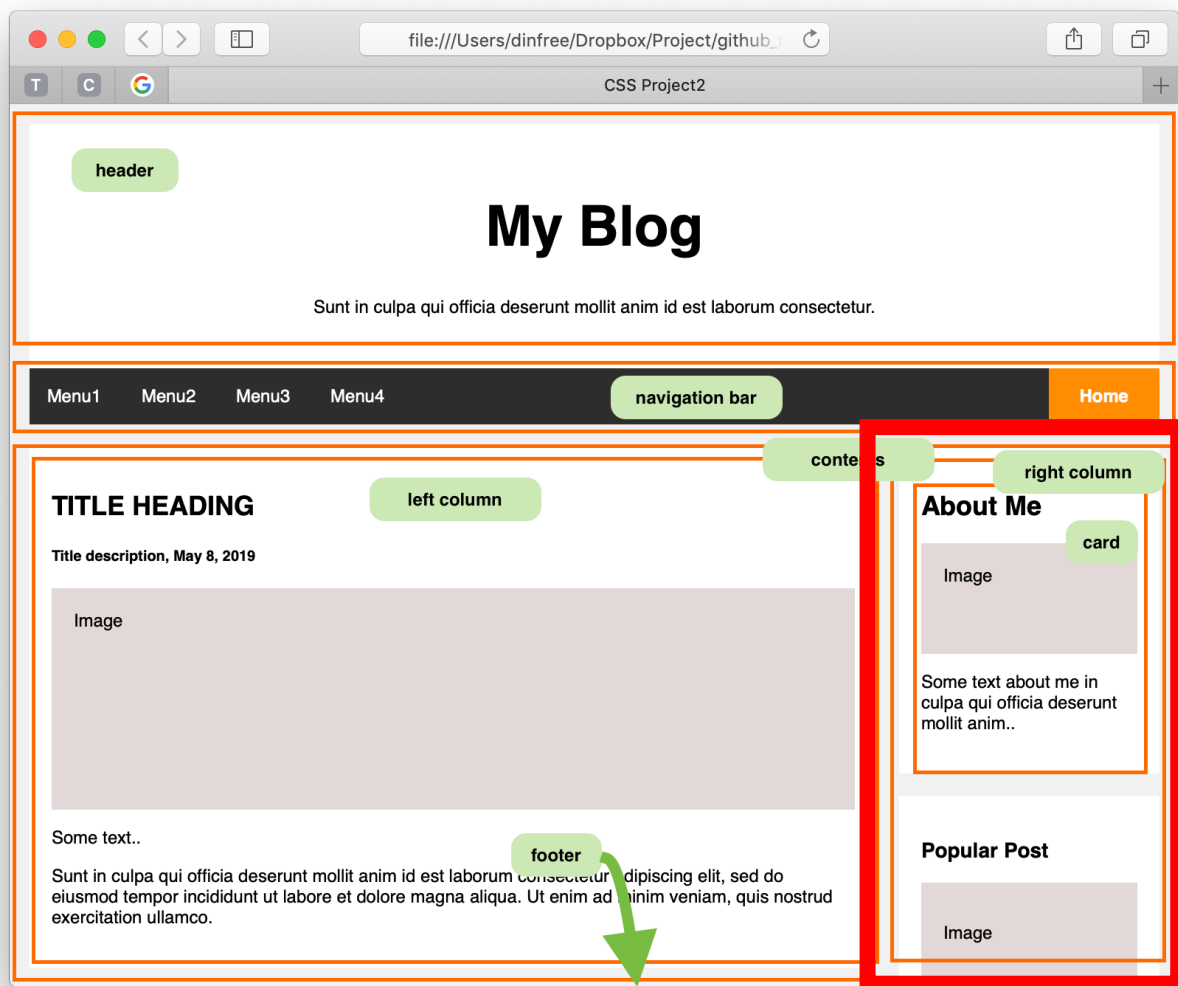 file:///Users/dinfree/Dropbox/Project/github_
T
C
G
CSS Project2
header
My Blog
Sunt in culpa qui officia deserunt mollit anim id est laborum consectetur.
Menu1 Menu2 Menu3 Menu4
navigation bar
Home
contents
right column
left column
TITLE HEADING
Title description, May 8, 2019
Image
Some text..
footer
Sunt in culpa qui officia deserunt mollit anim id est laborum consectetur adipiscing elit, sed do
eiusmod tempor incididunt ut labore et dolore magna aliqua. Ut enim ad minim veniam, quis nostrud
exercitation ullamco.
About Me
card
Image
Some text about me in
culpa qui officia deserunt
mollit anim..
Popular Post
Image